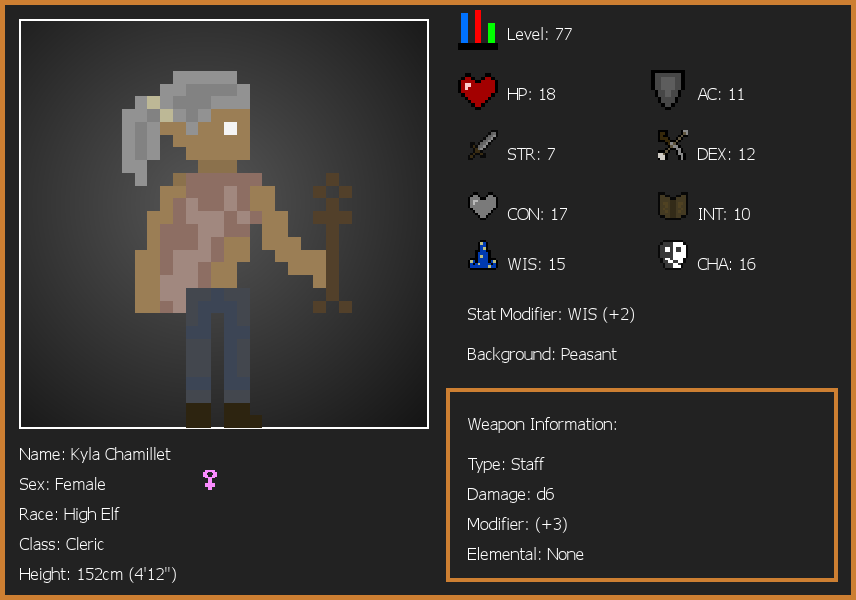 Level: 77
HP: 18
AC: 11
STR: 7
DEX: 12
CON: 17
INT: 10
WIS: 15
CHA: 16
Stat Modifier: WIS (+2)
Background: Peasant
Weapon Information:
Type: Staff
Damage: d6
Modifier: (+3)
Elemental: None
Name: Kyla Chamillet
Sex: Female
Race: High Elf
Class: Cleric
Height: 152cm (4'12")